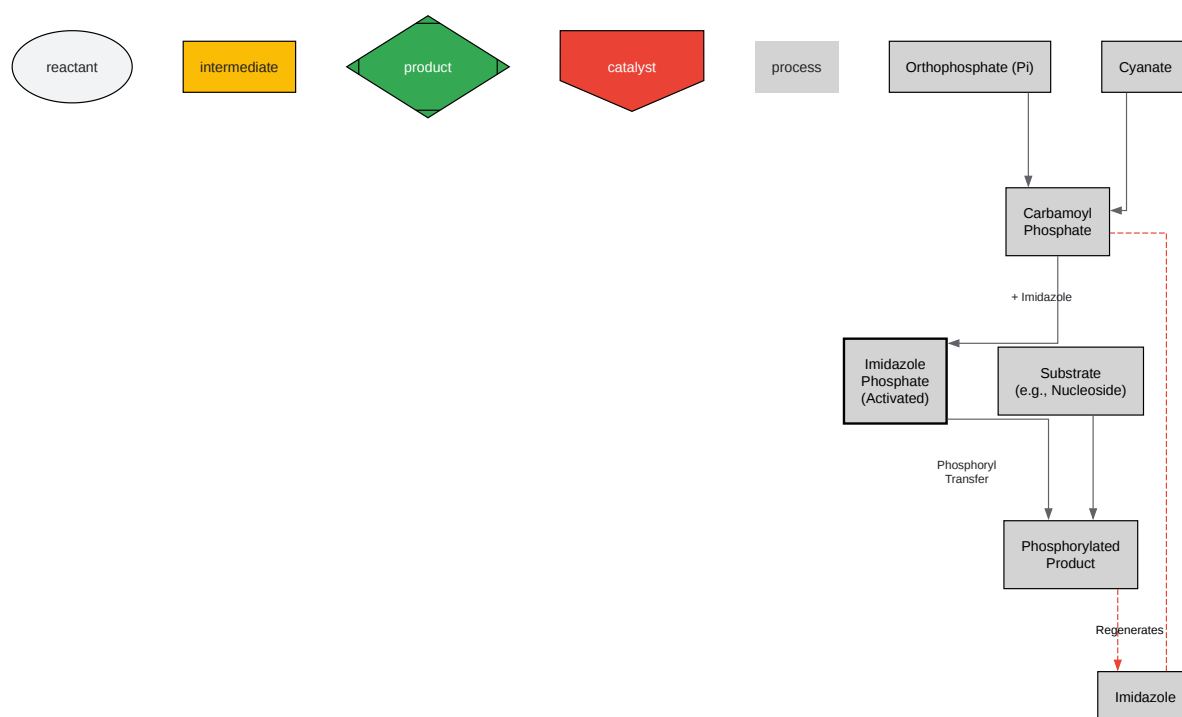 reactant
intermediate
product
catalyst
process
Orthophosphate (Pi)
Cyanate
Carbamoyl
Phosphate
+ Imidazole
Imidazole
Phosphate
(Activated)
Substrate
(e.g., Nucleoside)
Phosphoryl
Transfer
Phosphorylated
Product
Regenerates
Imidazole